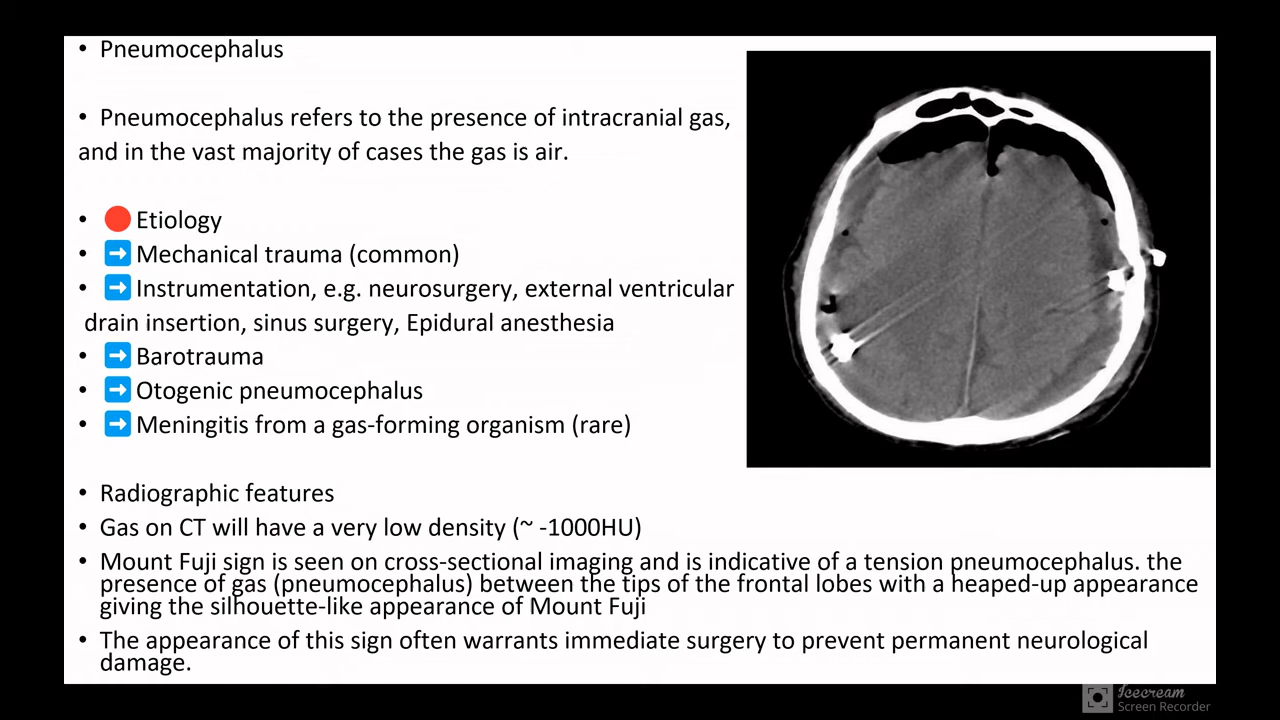 • Pneumocephalus
• Pneumocephalus refers to the presence of intracranial gas,
and in the vast majority of cases the gas is air.
• 🔴 Etiology
• ➡️ Mechanical trauma (common)
• ➡️ Instrumentation, e.g. neurosurgery, external ventricular
drain insertion, sinus surgery, Epidural anesthesia
• ➡️ Barotrauma
• ➡️ Otogenic pneumocephalus
• ➡️ Meningitis from a gas-forming organism (rare)
• Radiographic features
• Gas on CT will have a very low density (~ -1000HU)
• Mount Fuji sign is seen on cross-sectional imaging and is indicative of a tension pneumocephalus. the
presence of gas (pneumocephalus) between the tips of the frontal lobes with a heaped-up appearance
giving the silhouette-like appearance of Mount Fuji
• The appearance of this sign often warrants immediate surgery to prevent permanent neurological
damage.
Icecream
Screen Recorder